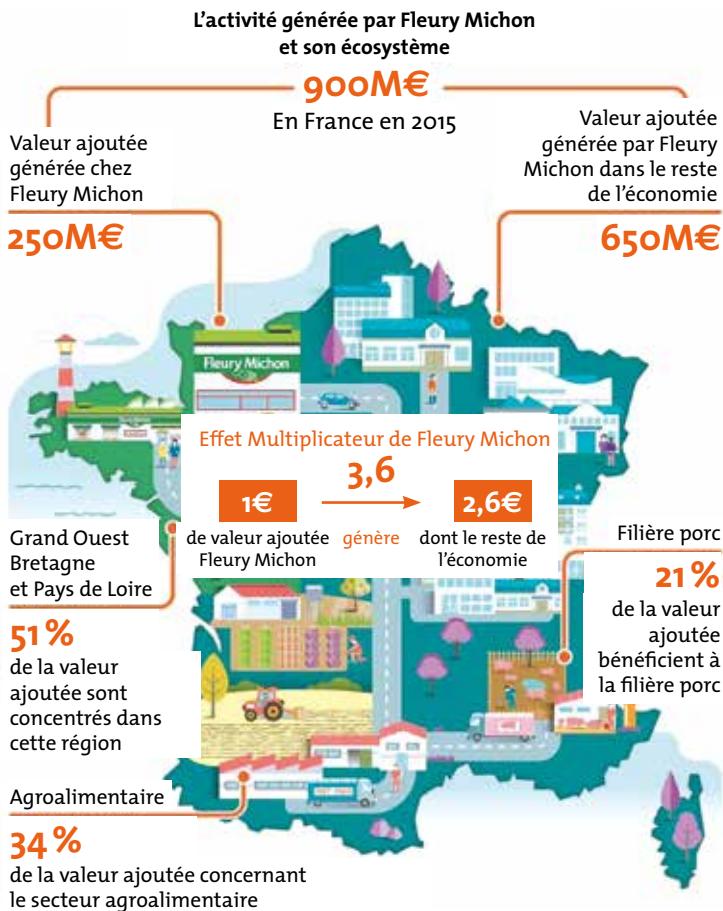 L'activité générée par Fleury Michon
et son écosystème
900M€
En France en 2015
Valeur ajoutée
générée chez
Fleury Michon
250M€
Valeur ajoutée
générée par Fleury
Michon dans le reste
de l'économie
650M€
Fleury Michon
Effet Multiplicateur de Fleury Michon
3,6
1€
2,6€
de valeur ajoutée
Fleury Michon
génère
dont le reste de
l'économie
Grand Ouest
Bretagne
et Pays de Loire
51 %
de la valeur
ajoutée sont
concentrés dans
cette région
Filière porc
21 %
de la valeur
ajoutée
bénéficient à
la filière porc
Agroalimentaire
34 %
de la valeur ajoutée concernant
le secteur agroalimentaire